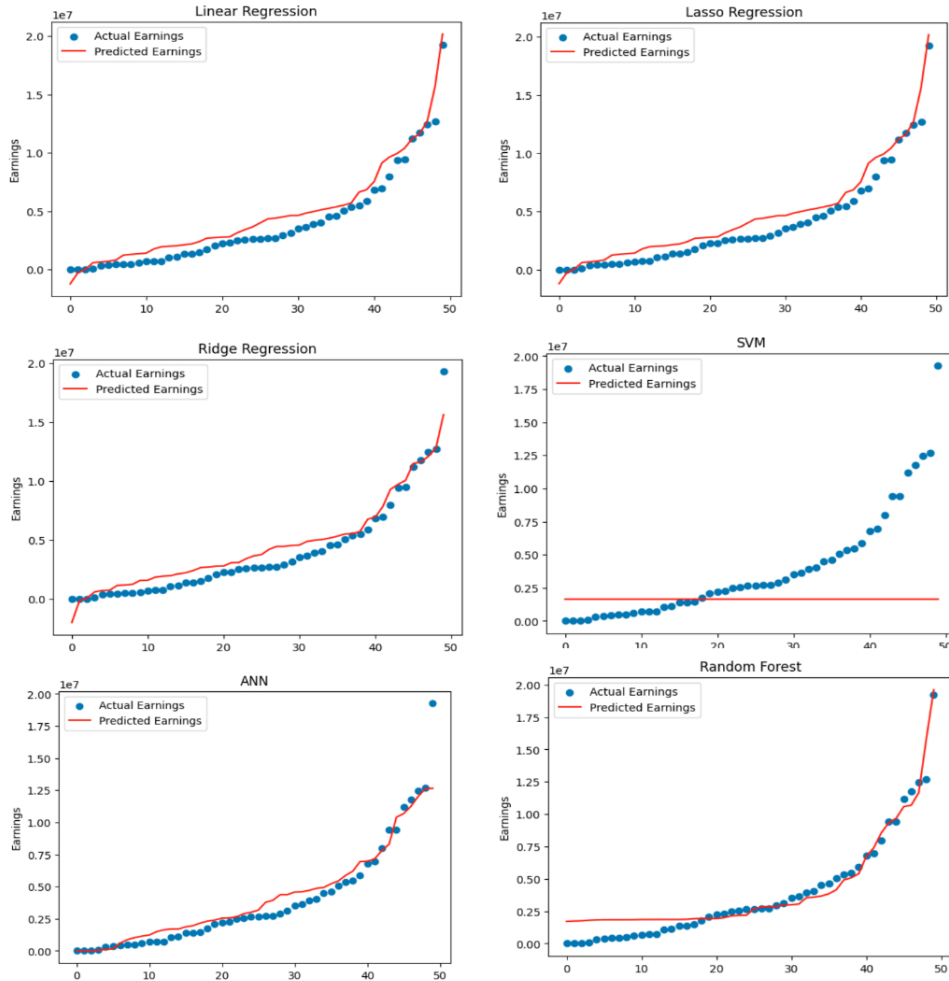 Linear Regression
1e7
Actual Earnings
Predicted Earnings
2.0
1.5
1.0
0.5
0.0
Earnings
0 10 20 30 40 50
Lasso Regression
1e7
Actual Earnings
Predicted Earnings
2.0
1.5
1.0
0.5
0.0
Earnings
0 10 20 30 40 50
Ridge Regression
1e7
Actual Earnings
Predicted Earnings
2.0
1.5
1.0
0.5
0.0
Earnings
0 10 20 30 40 50
SVM
1e7
Actual Earnings
Predicted Earnings
2.00
1.75
1.50
1.25
1.00
0.75
0.50
0.25
0.00
Earnings
0 10 20 30 40 50
ANN
1e7
Actual Earnings
Predicted Earnings
2.00
1.75
1.50
1.25
1.00
0.75
0.50
0.25
0.00
Earnings
0 10 20 30 40 50
Random Forest
1e7
Actual Earnings
Predicted Earnings
2.00
1.75
1.50
1.25
1.00
0.75
0.50
0.25
0.00
Earnings
0 10 20 30 40 50